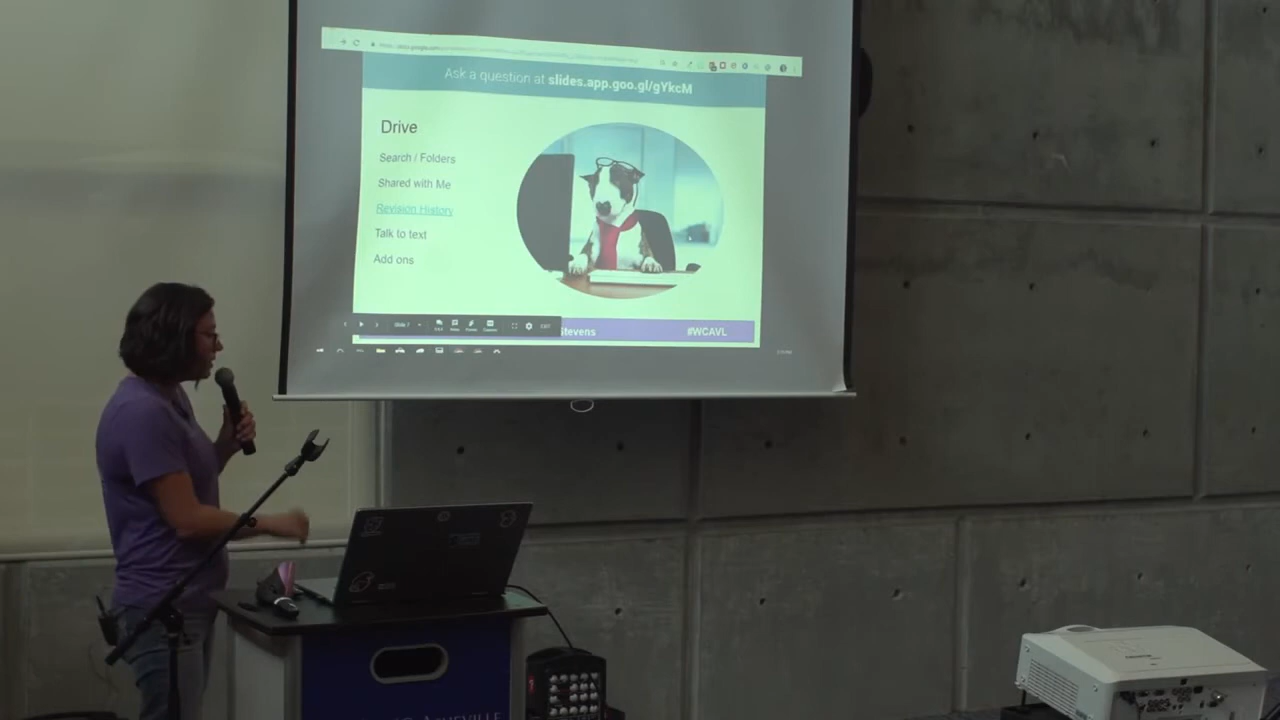 Ask a question at slides.app.goo.gl/gYkcM
Drive
Search / Folders
Shared with Me
Revision History
Talk to text
Add ons
Stevens
#WCAVL
ASHEVILLE